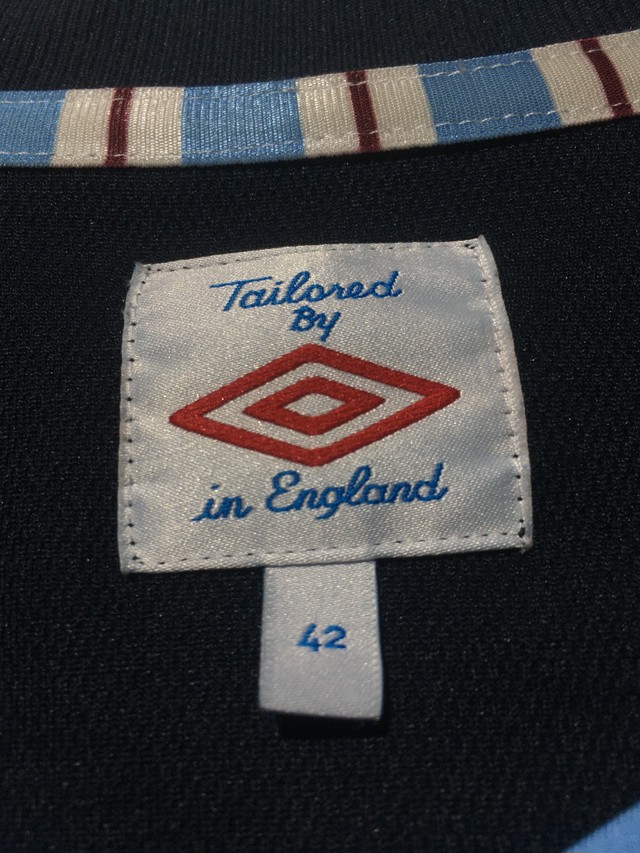 Tailored
By
in England
42